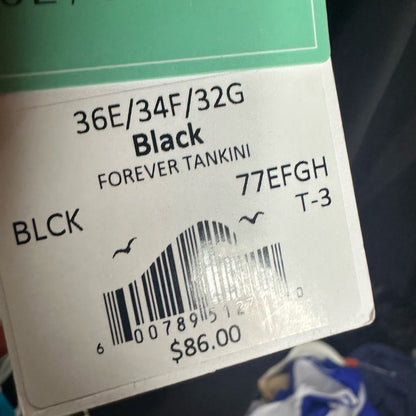 36E/34F/32G
Black
FOREVER TANKINI
77EFGH
BLCK
T-3
$86.00